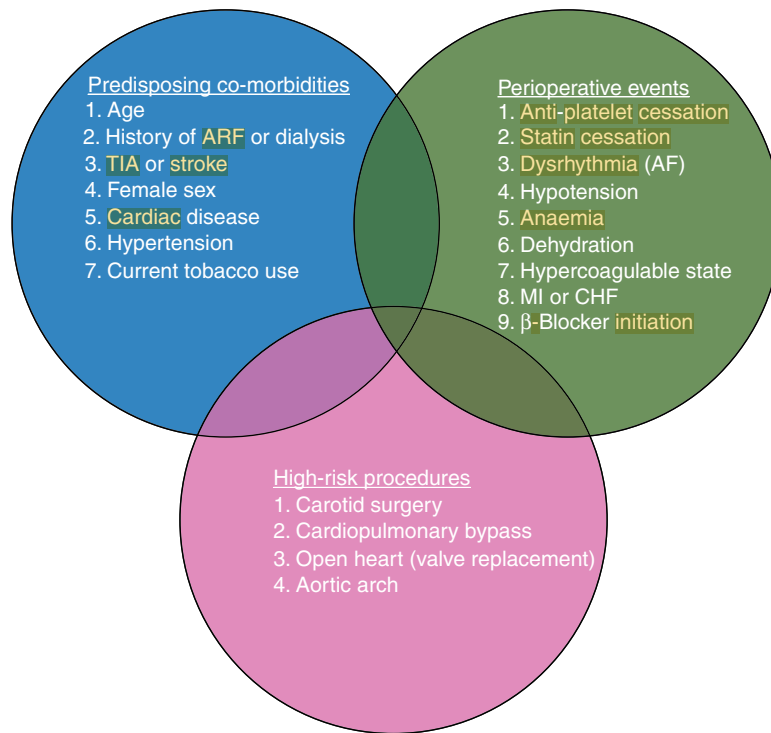 Predisposing co-morbidities
1. Age
2. History of ARF or dialysis
3. TIA or stroke
4. Female sex
5. Cardiac disease
6. Hypertension
7. Current tobacco use
Perioperative events
1. Anti-platelet cessation
2. Statin cessation
3. Dysrhythmia (AF)
4. Hypotension
5. Anaemia
6. Dehydration
7. Hypercoagulable state
8. MI or CHF
9. β-Blocker initiation
High-risk procedures
1. Carotid surgery
2. Cardiopulmonary bypass
3. Open heart (valve replacement)
4. Aortic arch